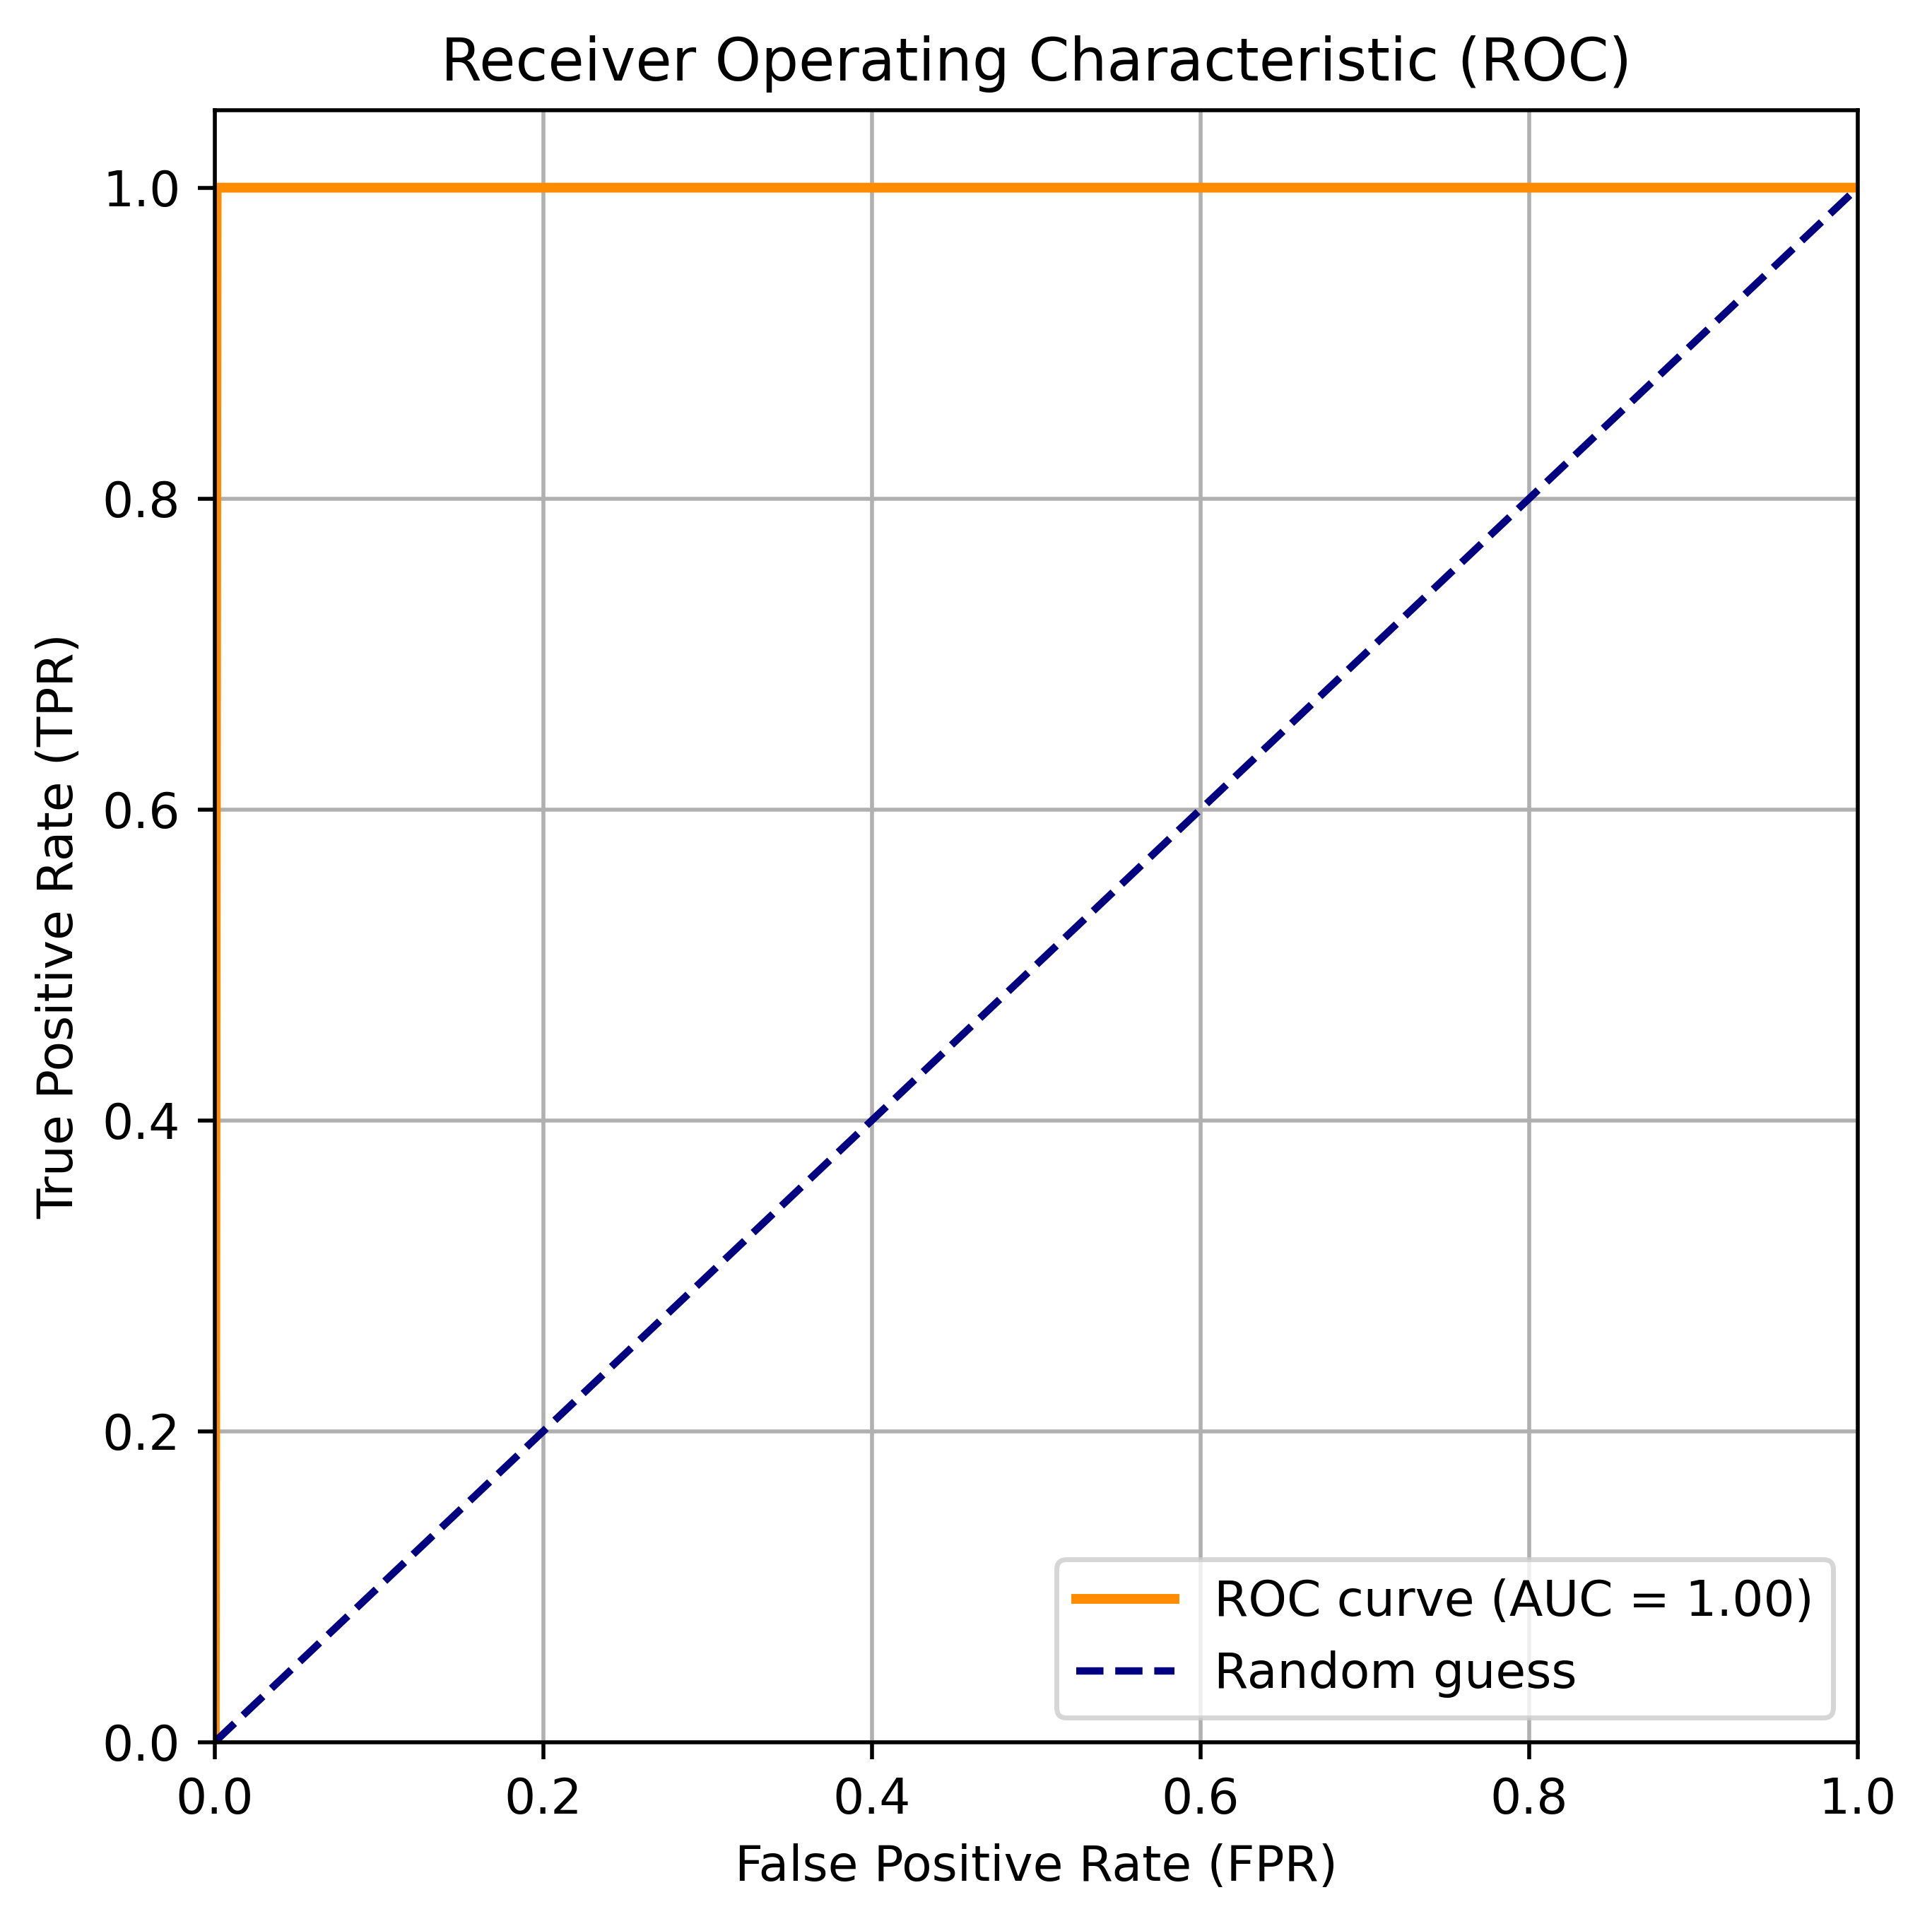 Receiver Operating Characteristic (ROC)
True Positive Rate (TPR)
1.0
0.8
0.6
0.4
0.2
0.0
0.0 0.2 0.4 0.6 0.8 1.0
False Positive Rate (FPR)
ROC curve (AUC = 1.00)
Random guess